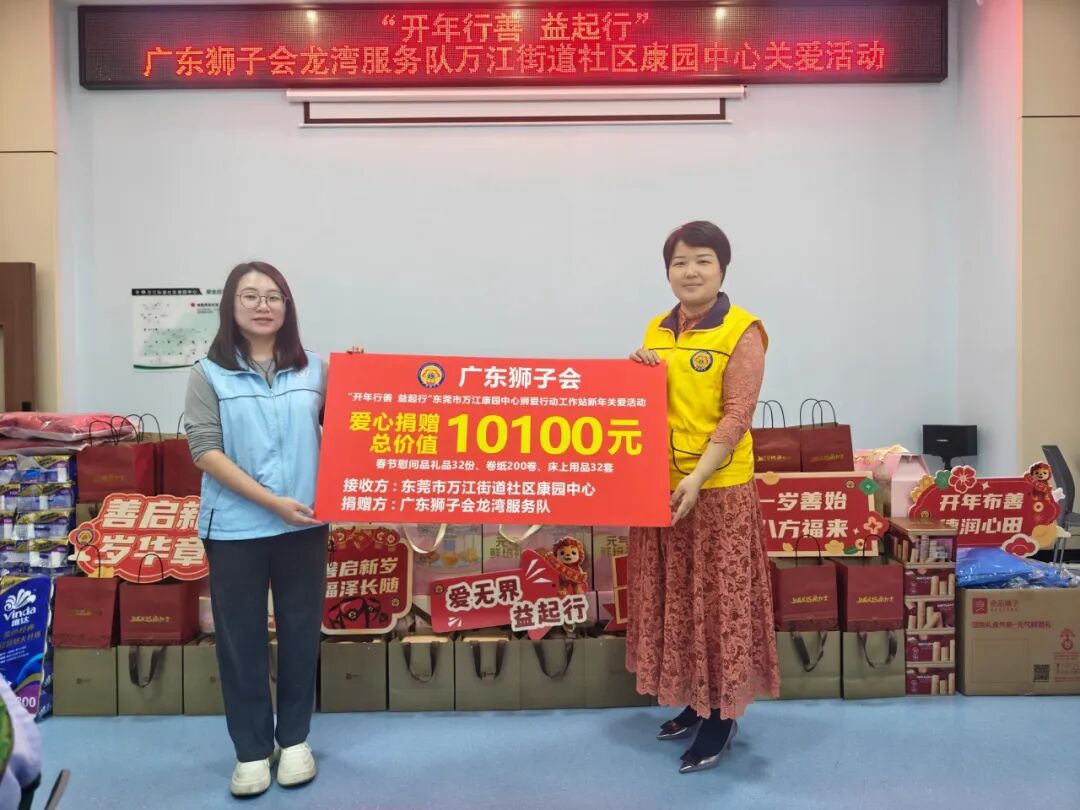 “开年行善 益起行”
广东狮子会龙湾服务队万江街道社区康园中心关爱活动
广东狮子会
“开年行善 益起行”东莞市万江康园中心狮爱行动工作站新年关爱活动
爱心捐赠
总价值 10100元
春节慰问品礼品32份、卷纸200卷、床上用品32套
接收方：东莞市万江街道社区康园中心
捐赠方：广东狮子会龙湾服务队
善启新
岁华章
善启新岁
福泽长随
爱无界
益起行
一岁善始
八方福来
开年布善
德润心田
Vinda
维达